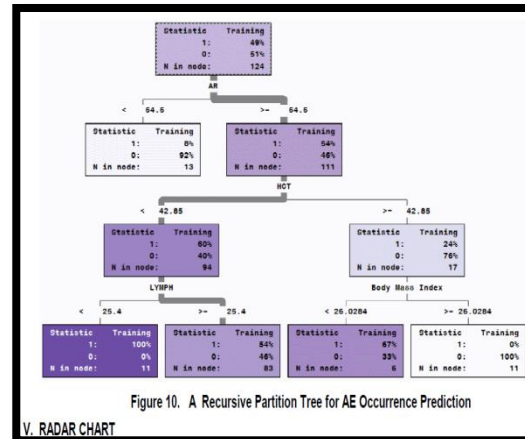 Statistic Training
1: 49%
0: 51%
N in node: 124
AR
< 64.5 >= 64.5
Statistic Training Statistic Training
1: 8% 1: 54%
0: 92% 0: 46%
N in node: 13 N in node: 111
HCT
< 42.85 >= 42.85
Statistic Training Statistic Training
1: 60% 1: 24%
0: 40% 0: 76%
N in node: 94 N in node: 17
LYMPH Body Mass Index
< 25.4 >= 25.4 < 26.0284 >= 26.0284
Statistic Training Statistic Training Statistic Training Statistic Training
1: 100% 1: 54% 1: 67% 1: 0%
0: 0% 0: 46% 0: 33% 0: 100%
N in node: 11 N in node: 83 N in node: 6 N in node: 11
Figure 10. A Recursive Partition Tree for AE Occurrence Prediction
V. RADAR CHART